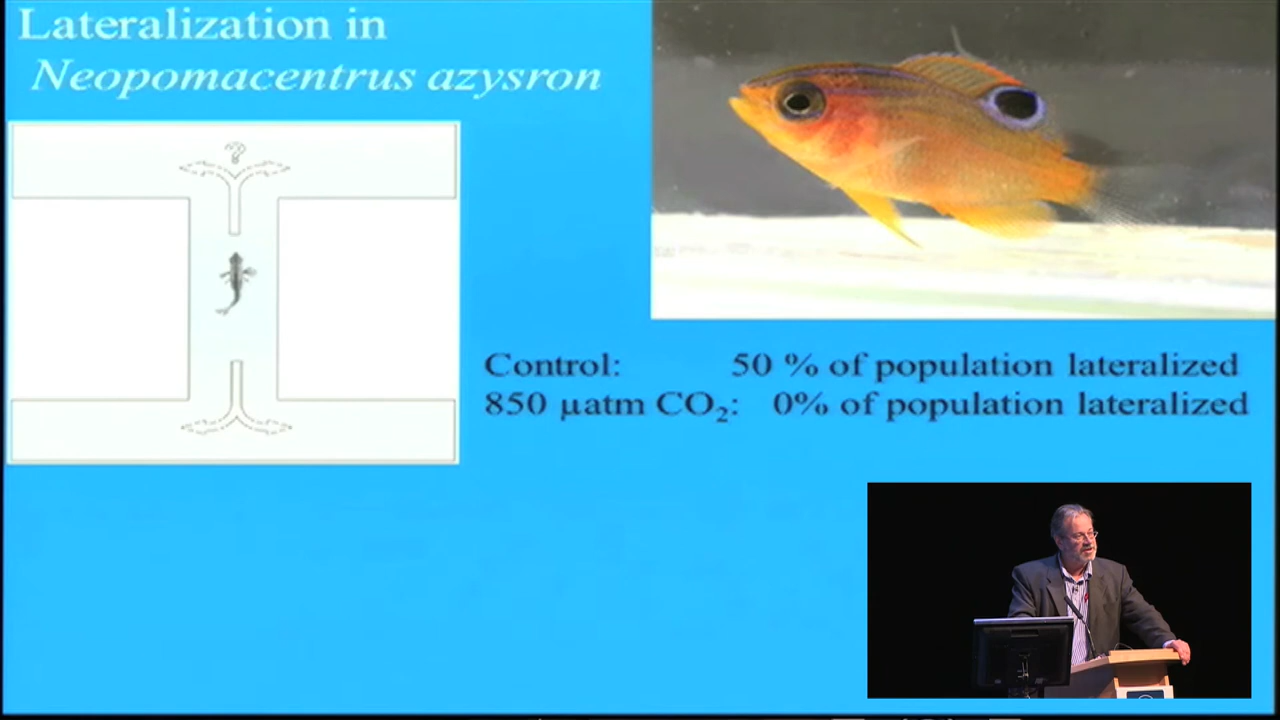 Lateralization in
Neopomacentrus azysron
?
Control: 50 % of population lateralized
850 µatm CO₂: 0% of population lateralized